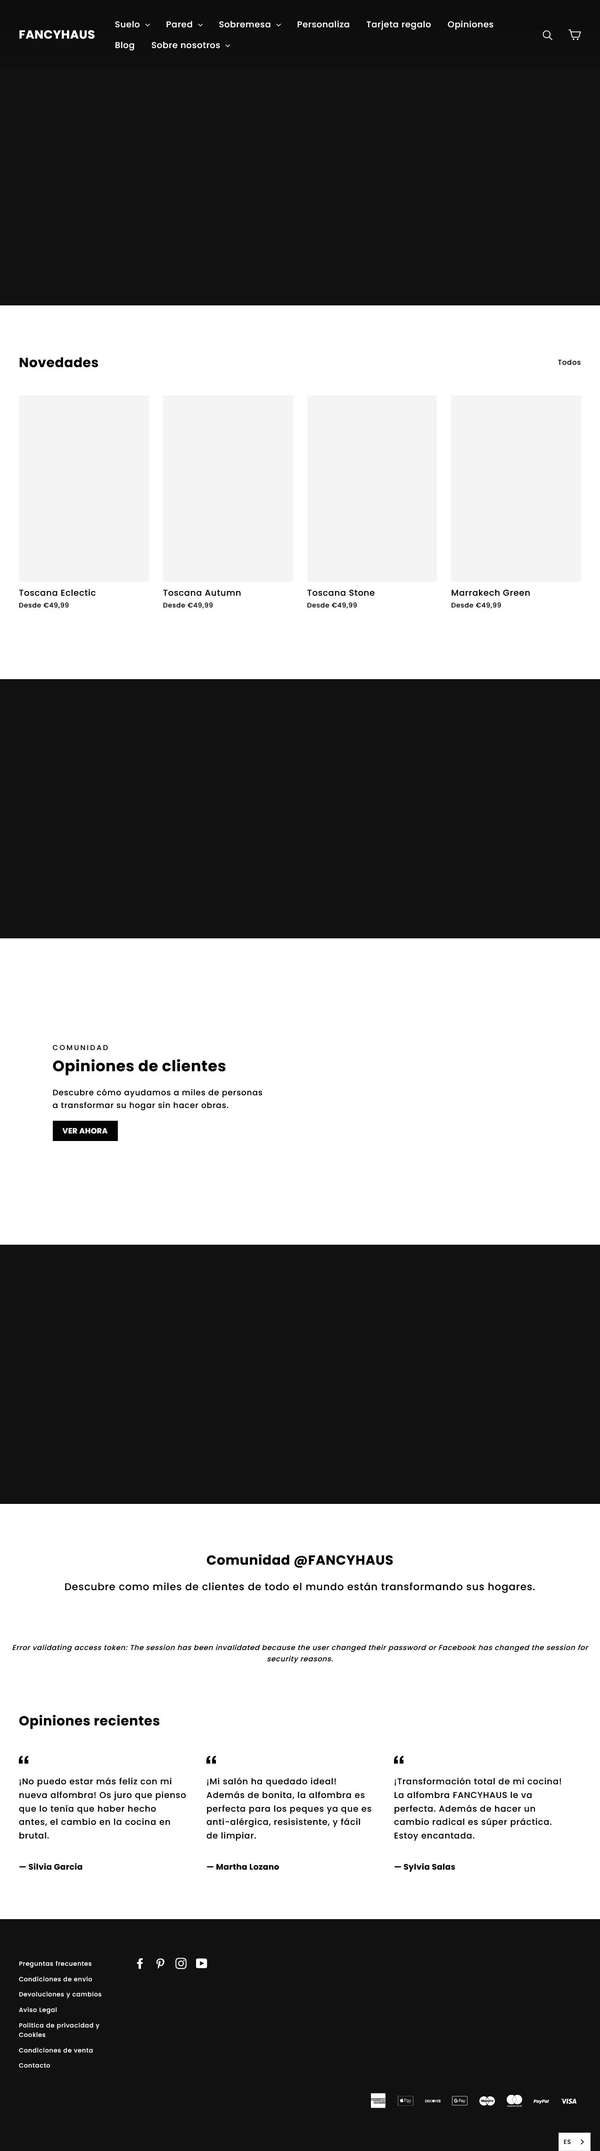 FANCYHAUS
Suelo Pared Sobremesa Personaliza Tarjeta regalo Opiniones
Blog Sobre nosotros
Novedades
Todos
Toscana Eclectic
Desde €49,99
Toscana Autumn
Desde €49,99
Toscana Stone
Desde €49,99
Marrakech Green
Desde €49,99
COMUNIDAD
Opiniones de clientes
Descubre cómo ayudamos a miles de personas
a transformar su hogar sin hacer obras.
VER AHORA
Comunidad @FANCYHAUS
Descubre como miles de clientes de todo el mundo están transformando sus hogares.
Error validating access token: The session has been invalidated because the user changed their password or Facebook has changed the session for
security reasons.
Opiniones recientes
“
¡No puedo estar más feliz con mi
nueva alfombra! Os juro que pienso
que lo tenía que haber hecho
antes, el cambio en la cocina en
brutal.
— Silvia García
“
¡Mi salón ha quedado ideal!
Además de bonita, la alfombra es
perfecta para los peques ya que es
anti-alérgica, resisistente, y fácil
de limpiar.
— Martha Lozano
“
¡Transformación total de mi cocina!
La alfombra FANCYHAUS le va
perfecta. Además de hacer un
cambio radical es súper práctica.
Estoy encantada.
— Sylvia Salas
Preguntas frecuentes
Condiciones de envío
Devoluciones y cambios
Aviso Legal
Política de privacidad y
Cookies
Condiciones de venta
Contacto
Pay
DISCOVER
G Pay
PayPal
VISA
ES